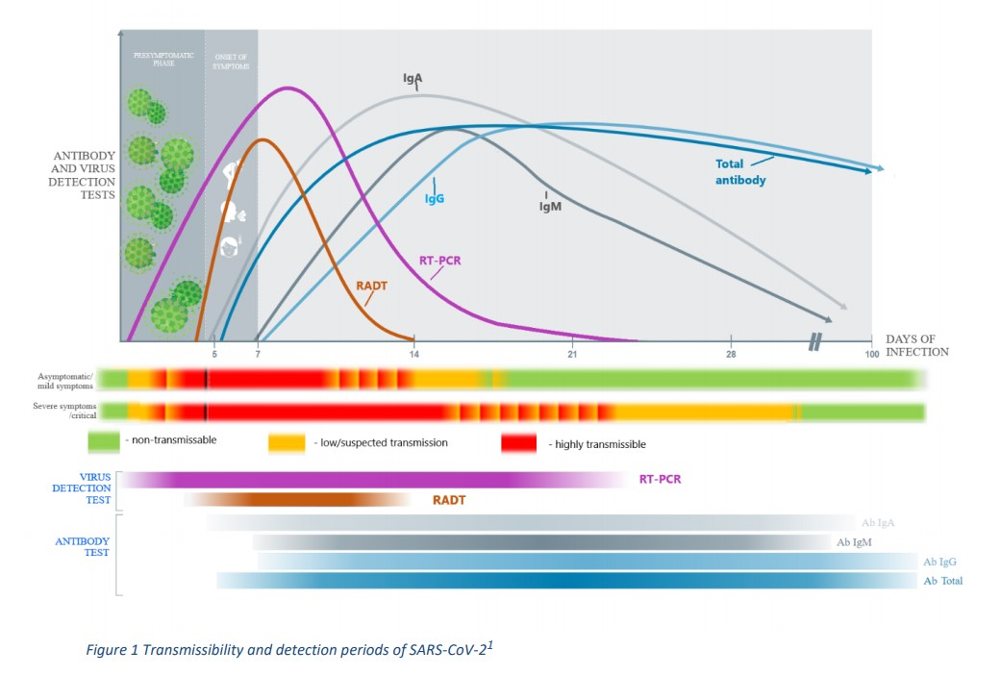 PRESYMPTOMATIC
PHASE
ONSET OF
SYMPTOMS
IgA
ANTIBODY
AND VIRUS
DETECTION
TESTS
Total
antibody
IgG
IgM
RT-PCR
RADT
DAYS OF
INFECTION
5
7
14
21
28
100
Asymptomatic/
mild symptoms
Severe symptoms
/critical
- non-transmissable
- low/suspected transmission
- highly transmissible
VIRUS
DETECTION
TEST
RT-PCR
RADT
ANTIBODY
TEST
Ab IgA
Ab IgM
Ab IgG
Ab Total
Figure 1 Transmissibility and detection periods of SARS-CoV-2¹